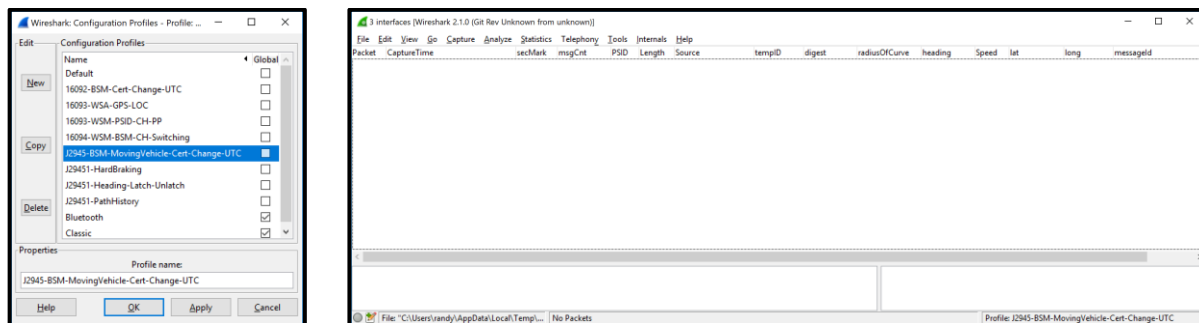 Wireshark: Configuration Profiles - Profile: ...
Edit
Configuration Profiles
Name Global
Default
New
16092-BSM-Cert-Change-UTC
16093-WSA-GPS-LOC
16093-WSM-PSID-CH-PP
Copy
16094-WSM-BSM-CH-Switching
J2945-BSM-MovingVehicle-Cert-Change-UTC
J29451-HardBraking
J29451-Heading-Latch-Unlatch
Delete
J29451-PathHistory
Bluetooth
Classic
Properties
Profile name:
J2945-BSM-MovingVehicle-Cert-Change-UTC
Help OK Apply Cancel
3 interfaces [Wireshark 2.1.0 (Git Rev Unknown from unknown)]
File Edit View Go Capture Analyze Statistics Telephony Tools Internals Help
Packet CaptureTime secMark msgCnt PSID Length Source tempID digest radiusOfCurve heading Speed lat long messageId
File: "C:\Users\randy\AppData\Local\Temp\... No Packets Profile: J2945-BSM-MovingVehicle-Cert-Change-UTC